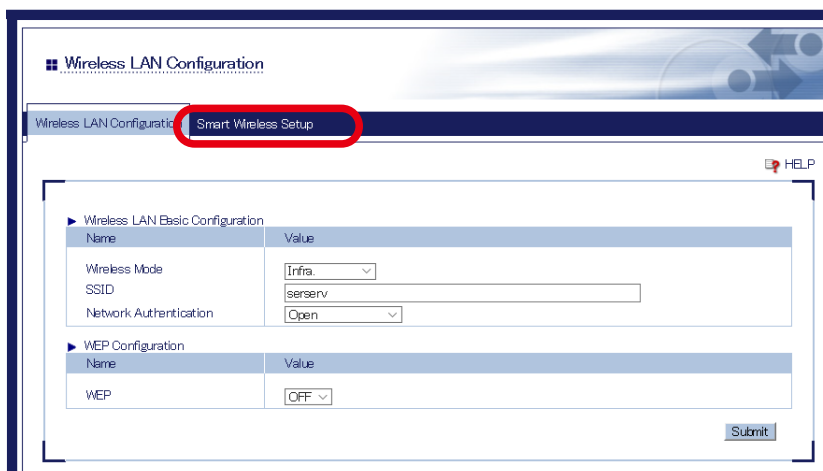 Wireless LAN Configuration
Wireless LAN Configuration Smart Wireless Setup
HELP
Wireless LAN Basic Configuration
Name Value
Wireless Mode Infra.
SSID serserv
Network Authentication Open
WEP Configuration
Name Value
WEP OFF
Submit